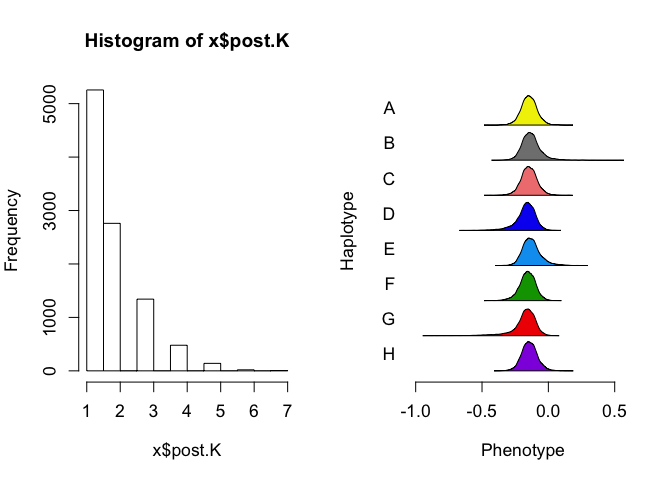 Histogram of x$post.K
Frequency
0
1000
3000
5000
1 2 3 4 5 6 7
x$post.K
Haplotype
A
B
C
D
E
F
G
H
-1.0 -0.5 0.0 0.5
Phenotype